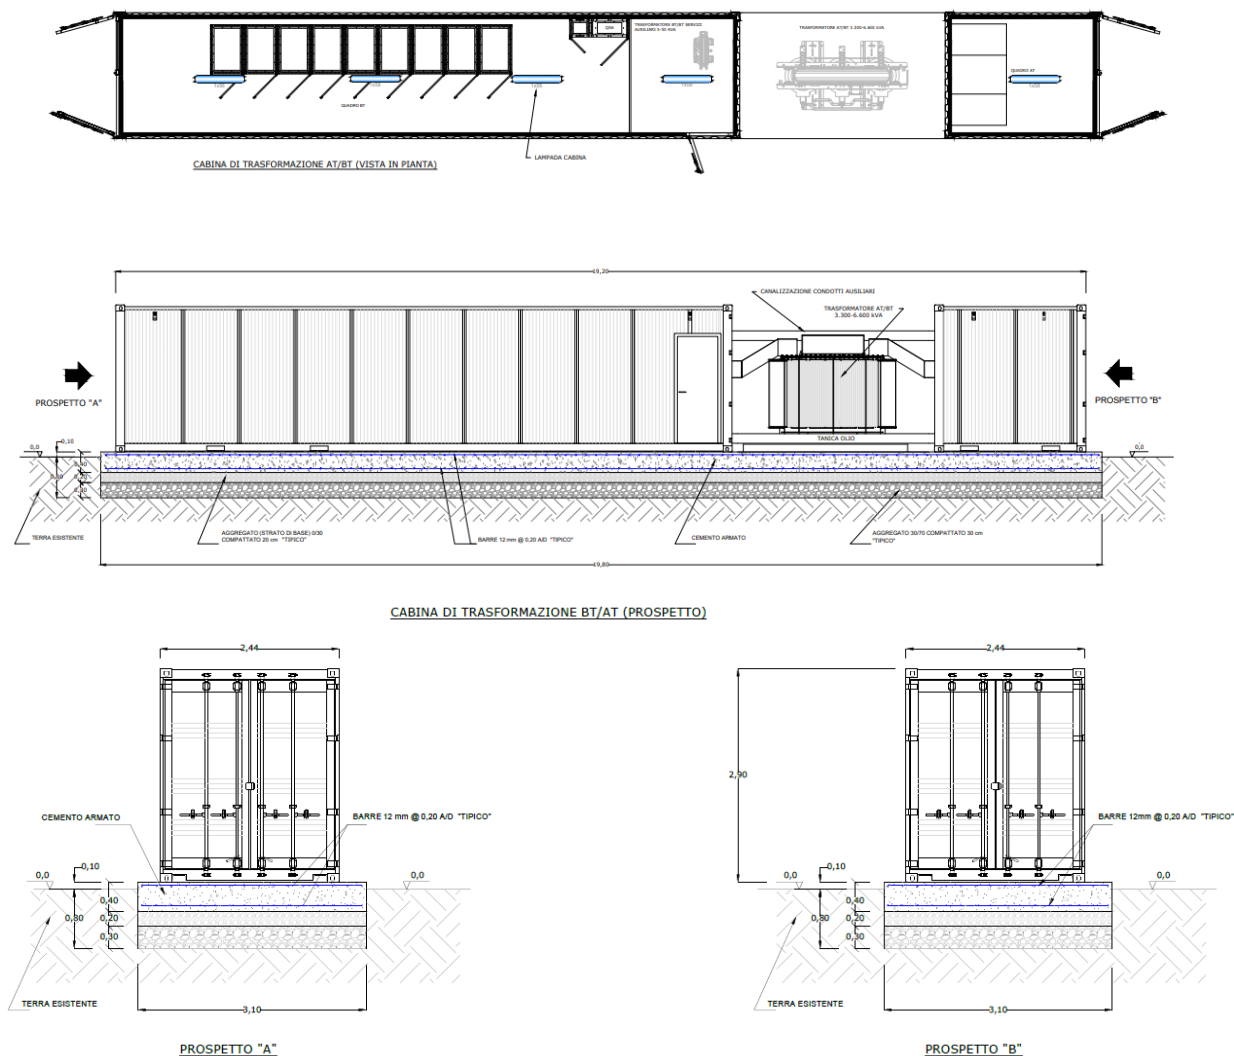 TRASFORMATORE BT/BT SERVIZI
AUSILIARI 5-50 KVA
TRASFORMATORE AT/BT 3.300-6.600 kVA
QUADRO AT
QUADRO BT
LAMPADA CABINA
CABINA DI TRASFORMAZIONE AT/BT (VISTA IN PIANTA)
19,20
CANALIZZAZIONE CONDOTTI AUSILIARI
TRASFORMATORE AT/BT
3.300-6.600 kVA
PROSPETTO "A"
PROSPETTO "B"
TANICA OLIO
0,0
0,10
0,0
0,40
TERRA ESISTENTE
AGGREGATO (STRATO DI BASE) 0/30
COMPATTATO 20 cm "TIPICO"
BARRE 12 mm @ 0,20 A/D "TIPICO"
CEMENTO ARMATO
AGGREGATO 30/70 COMPATTATO 30 cm
"TIPICO"
19,80
CABINA DI TRASFORMAZIONE BT/AT (PROSPETTO)
2,44
2,44
2,90
CEMENTO ARMATO
BARRE 12 mm @ 0,20 A/D "TIPICO"
BARRE 12mm @ 0,20 A/D "TIPICO"
0,0
0,10
0,0
0,0
0,10
0,0
0,40
0,80
0,20
0,30
0,40
0,80
0,20
0,30
TERRA ESISTENTE
3,10
TERRA ESISTENTE
3,10
PROSPETTO "A"
PROSPETTO "B"